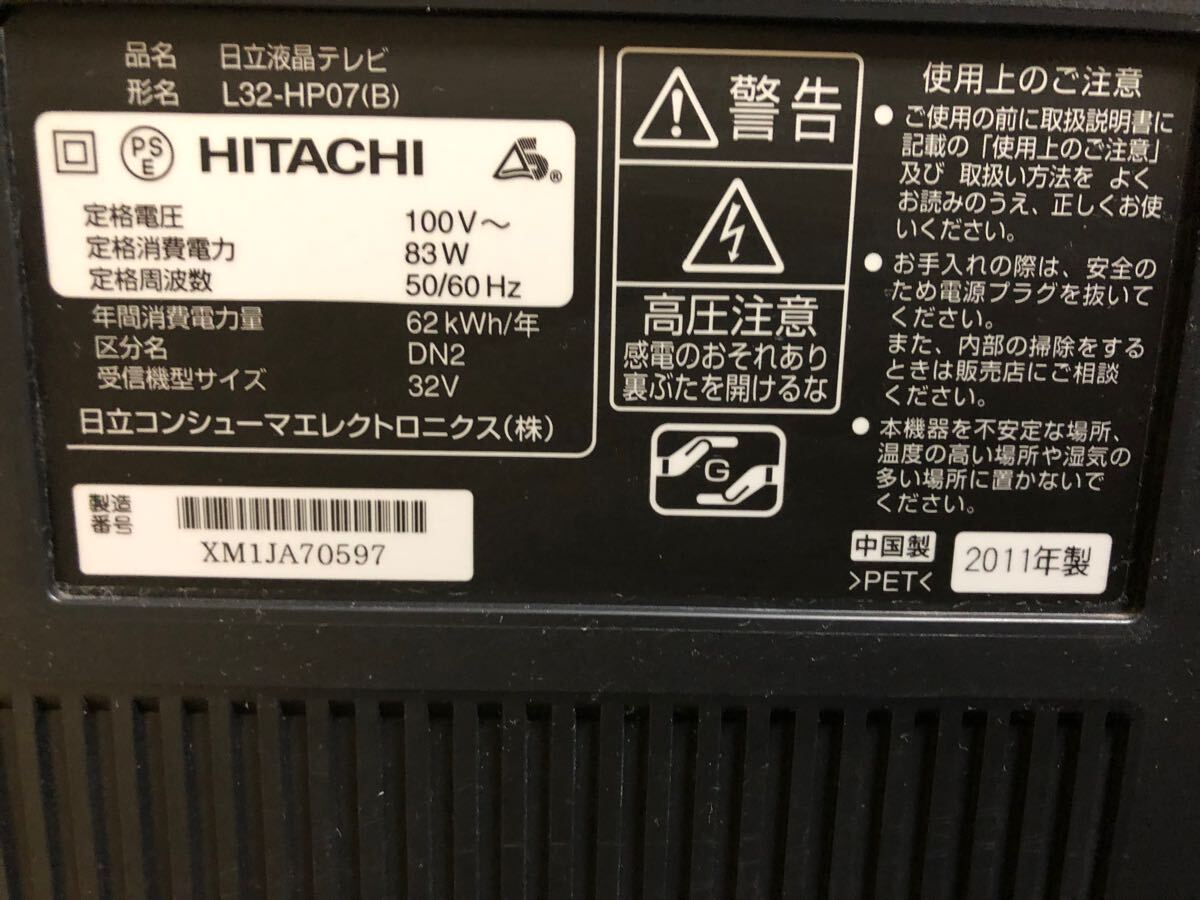 品名 日立液晶テレビ
形名 L32-HP07(B)
PS
E
HITACHI
S®
定格電圧 100V～
定格消費電力 83W
定格周波数 50/60Hz
年間消費電力量 62kWh/年
区分名 DN2
受信機型サイズ 32V
日立コンシューマエレクトロニクス(株)
製造
番号
XM1JA70597
警告
高圧注意
感電のおそれあり
裏ぶたを開けるな
G
使用上のご注意
● ご使用の前に取扱説明書に
記載の「使用上のご注意」
及び 取扱い方法を よく
お読みのうえ、正しくお使
いください。
● お手入れの際は、安全の
ため電源プラグを抜いて
ください。
また、内部の掃除をする
ときは販売店にご相談
ください。
● 本機器を不安定な場所、
温度の高い場所や湿気の
多い場所に置かないで
ください。
中国製
>PET<
2011年製